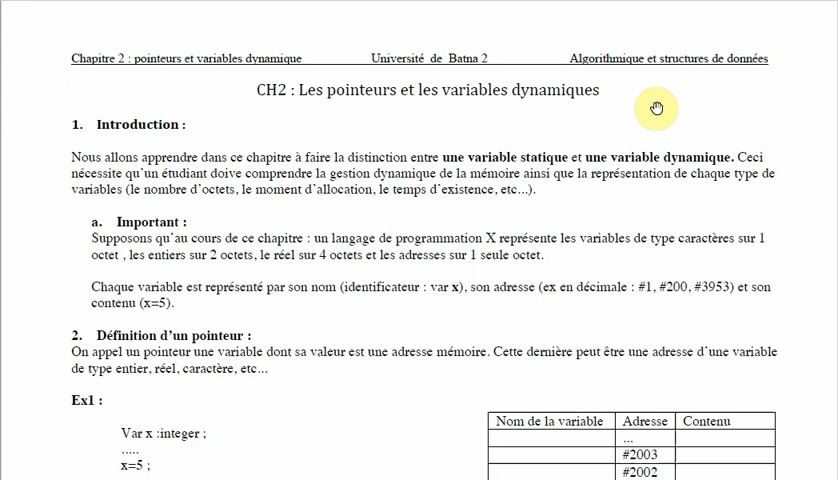 Chapitre 2 : pointeurs et variables dynamique Université de Batna 2 Algorithmique et structures de données
CH2 : Les pointeurs et les variables dynamiques
1. Introduction :
Nous allons apprendre dans ce chapitre à faire la distinction entre une variable statique et une variable dynamique. Ceci
nécessite qu'un étudiant doive comprendre la gestion dynamique de la mémoire ainsi que la représentation de chaque type de
variables (le nombre d'octets, le moment d'allocation, le temps d'existence, etc...).
a. Important :
Supposons qu'au cours de ce chapitre : un langage de programmation X représente les variables de type caractères sur 1
octet , les entiers sur 2 octets, le réel sur 4 octets et les adresses sur 1 seule octet.
Chaque variable est représenté par son nom (identificateur : var x), son adresse (ex en décimale : #1, #200, #3953) et son
contenu (x=5).
2. Définition d'un pointeur :
On appel un pointeur une variable dont sa valeur est une adresse mémoire. Cette dernière peut être une adresse d'une variable
de type entier, réel, caractère, etc...
Ex1 :
Var x :integer ;
.....
x=5 ;
Nom de la variable Adresse Contenu
...
#2003
#2002